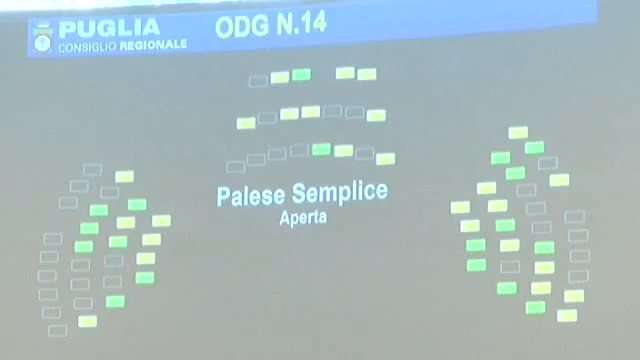 PUGLIA
CONSIGLIO REGIONALE
ODG N.14
Palese Semplice
Aperta